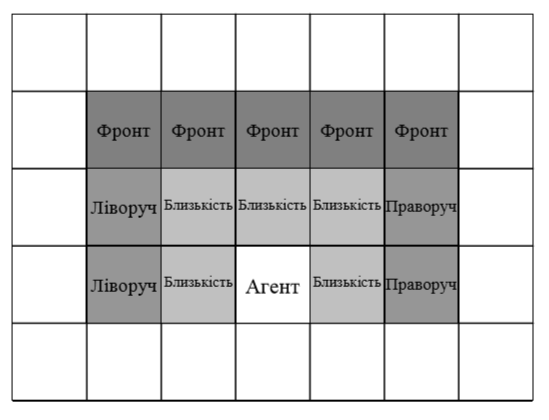 Фронт Фронт Фронт Фронт Фронт
Ліворуч Близькість Близькість Близькість Праворуч
Ліворуч Близькість Агент Близькість Праворуч